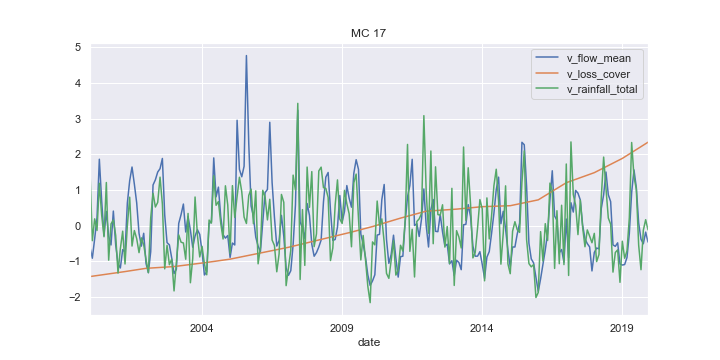 MC 17
v_flow_mean
v_loss_cover
v_rainfall_total
5
4
3
2
1
0
−1
−2
2004 2009 2014 2019
date